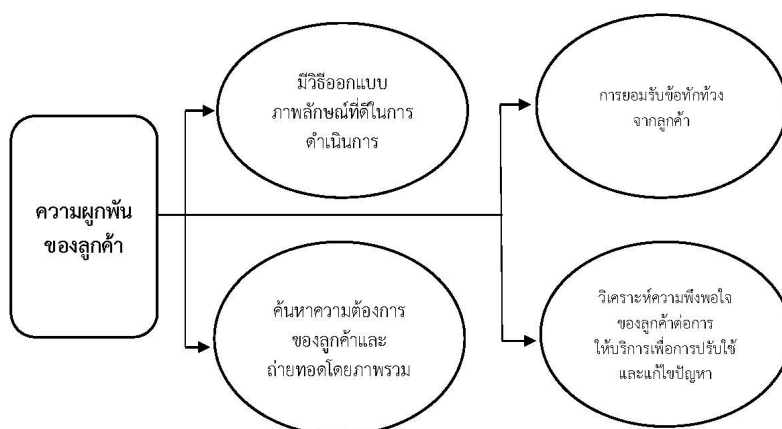 ความผูกพัน
ของลูกค้า
มีวิธีออกแบบ
ภาพลักษณ์ที่ดีในการ
ดำเนินการ
การยอมรับข้อทักท้วง
จากลูกค้า
ค้นหาความต้องการ
ของลูกค้าและ
ถ่ายทอดโดยภาพรวม
วิเคราะห์ความพึงพอใจ
ของลูกค้าต่อการ
ให้บริการเพื่อการปรับใช้
และแก้ไขปัญหา